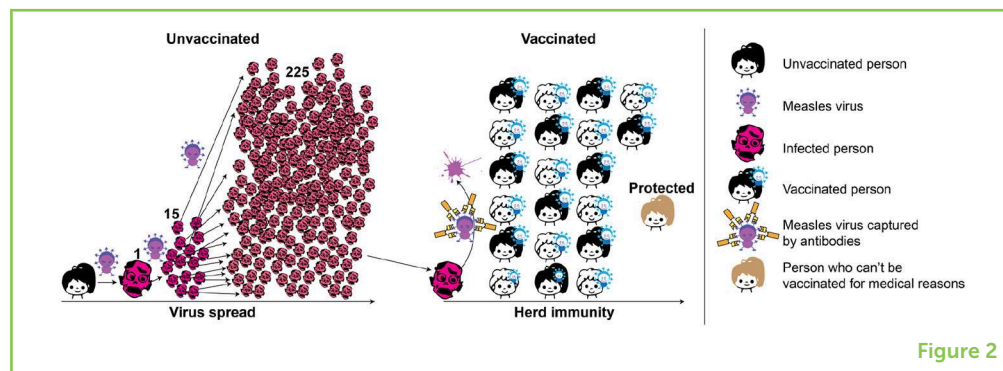 Unvaccinated
Vaccinated
225
15
1
Protected
Virus spread
Herd immunity
Unvaccinated person
Measles virus
Infected person
Vaccinated person
Measles virus captured
by antibodies
Person who can't be
vaccinated for medical reasons
Figure 2